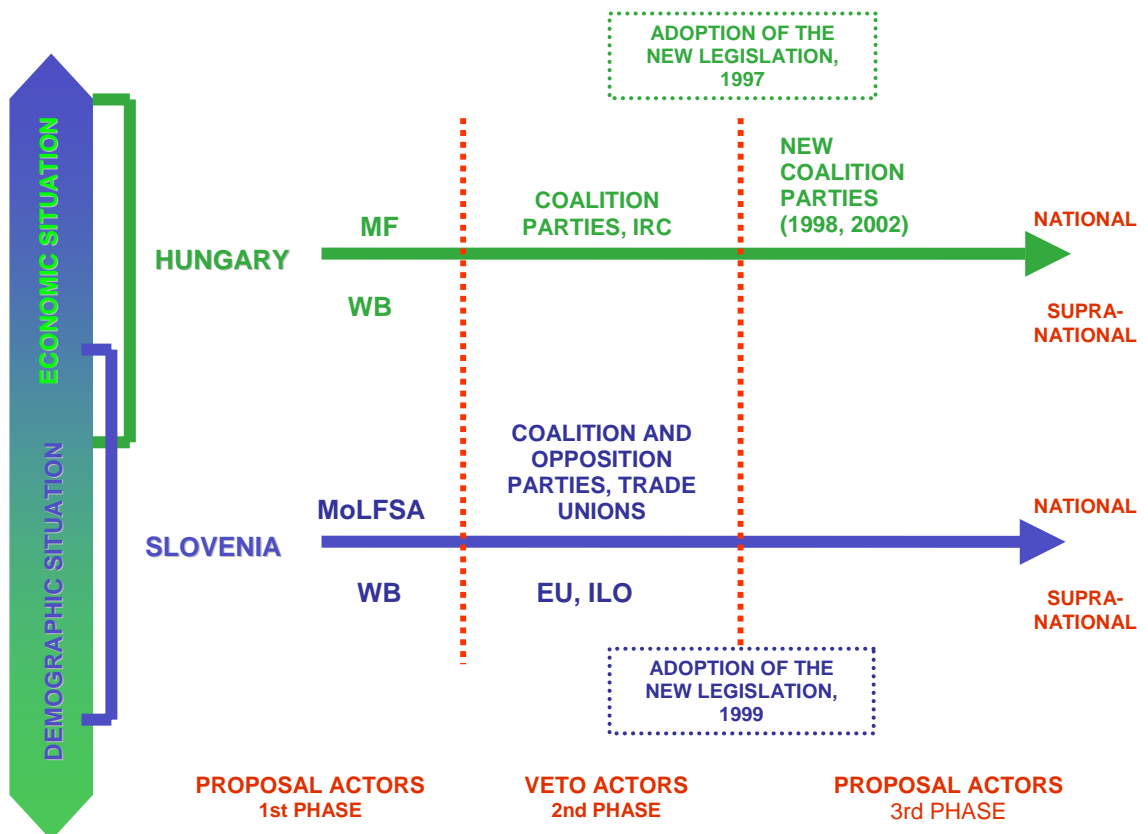 ADOPTION OF THE
NEW LEGISLATION,
1997
ECONOMIC SITUATION
DEMOGRAPHIC SITUATION
HUNGARY
MF
WB
COALITION
PARTIES, IRC
NEW
COALITION
PARTIES
(1998, 2002)
NATIONAL
SUPRA-
NATIONAL
SLOVENIA
MoLFSA
WB
COALITION AND
OPPOSITION
PARTIES, TRADE
UNIONS
EU, ILO
NATIONAL
SUPRA-
NATIONAL
ADOPTION OF THE
NEW LEGISLATION,
1999
PROPOSAL ACTORS
1st PHASE
VETO ACTORS
2nd PHASE
PROPOSAL ACTORS
3rd PHASE